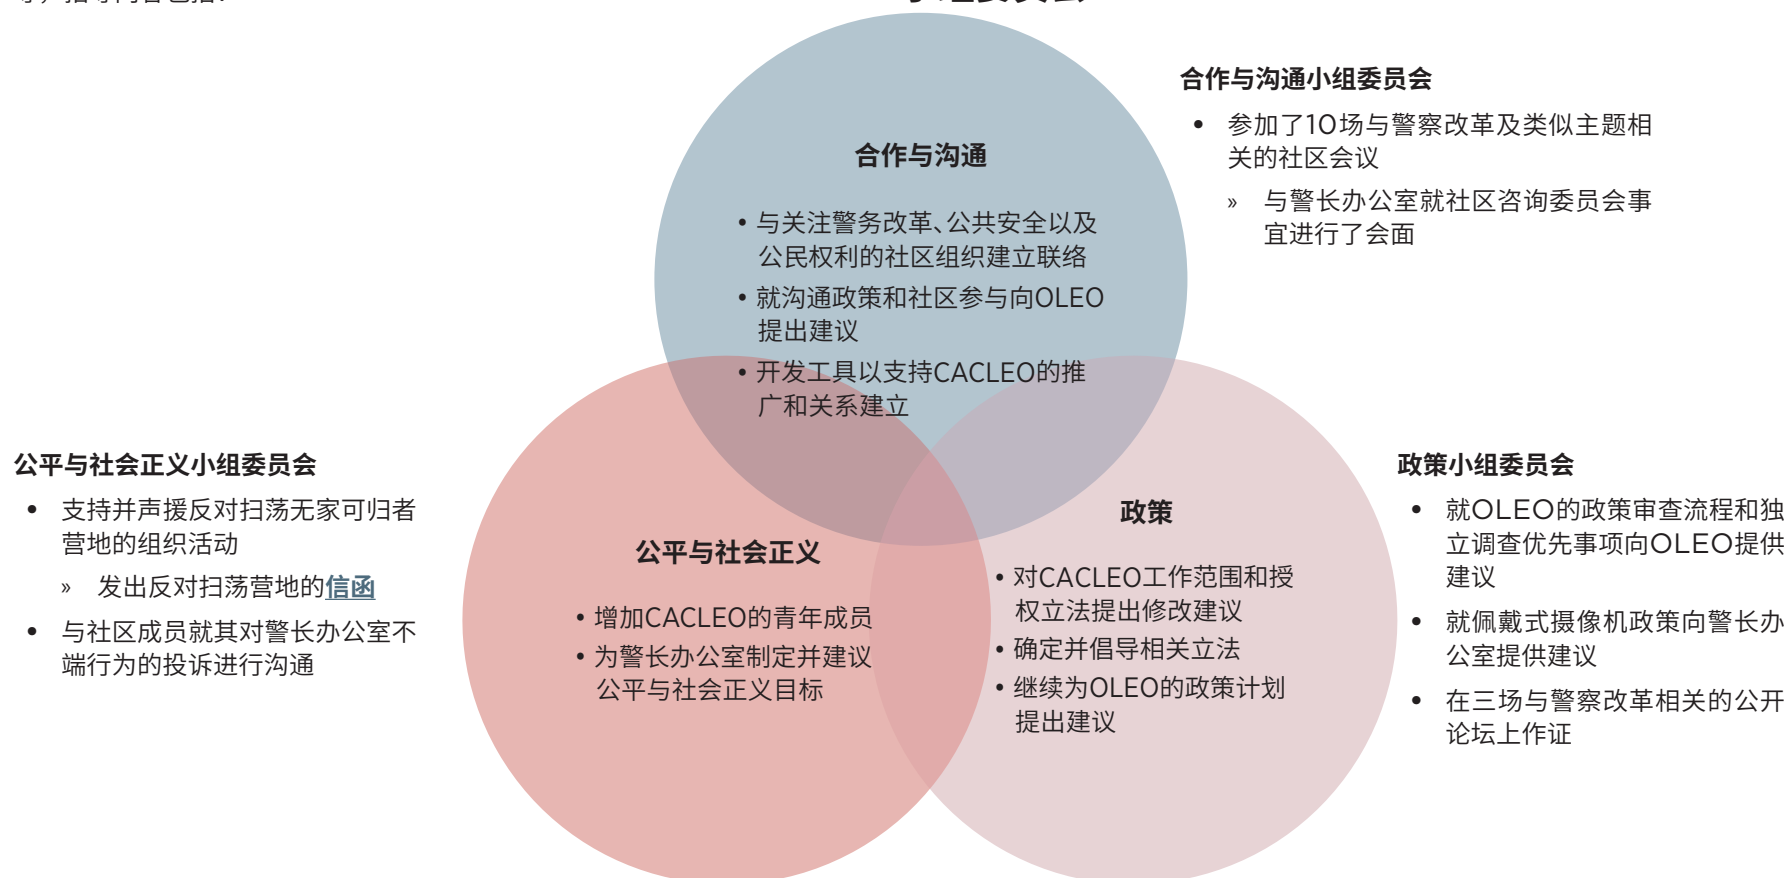 合作与沟通
• 与关注警务改革、公共安全以及
公民权利的社区组织建立联络
• 就沟通政策和社区参与向OLEO
提出建议
• 开发工具以支持CACLEO的推
广和关系建立
合作与沟通小组委员会
• 参加了10场与警察改革及类似主题相
关的社区会议
» 与警长办公室就社区咨询委员会事
宜进行了会面
公平与社会正义小组委员会
• 支持并声援反对扫荡无家可归者
营地的组织活动
» 发出反对扫荡营地的信函
• 与社区成员就其对警长办公室不
端行为的投诉进行沟通
公平与社会正义
• 增加CACLEO的青年成员
• 为警长办公室制定并建议
公平与社会正义目标
政策
• 对CACLEO工作范围和授
权立法提出修改建议
• 确定并倡导相关立法
• 继续为OLEO的政策计划
提出建议
政策小组委员会
• 就OLEO的政策审查流程和独
立调查优先事项向OLEO提供
建议
• 就佩戴式摄像机政策向警长办
公室提供建议
• 在三场与警察改革相关的公开
论坛上作证